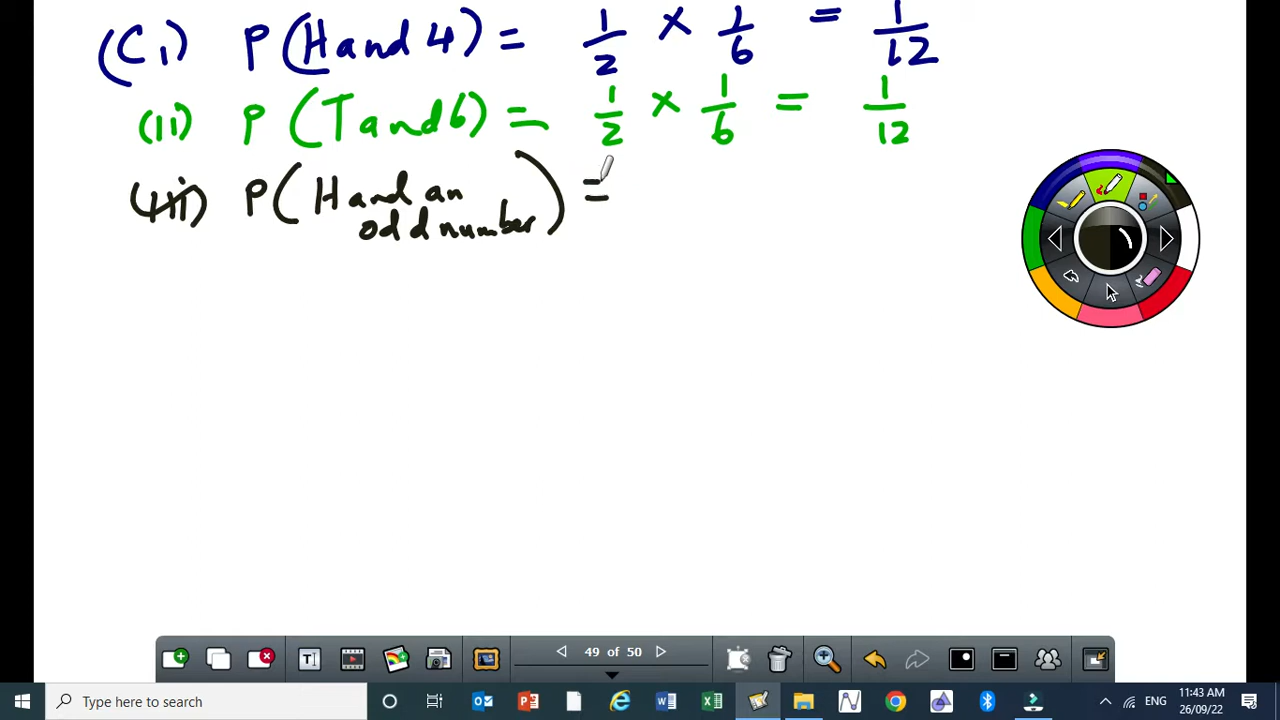 (Ci) P(H and 4) = 1/2 × 1/6 = 1/12
(ii) P(T and 6) = 1/2 × 1/6 = 1/12
(iii) P(H and an
odd number) =
T
49 of 50
Type here to search
ENG
11:43 AM
26/09/22